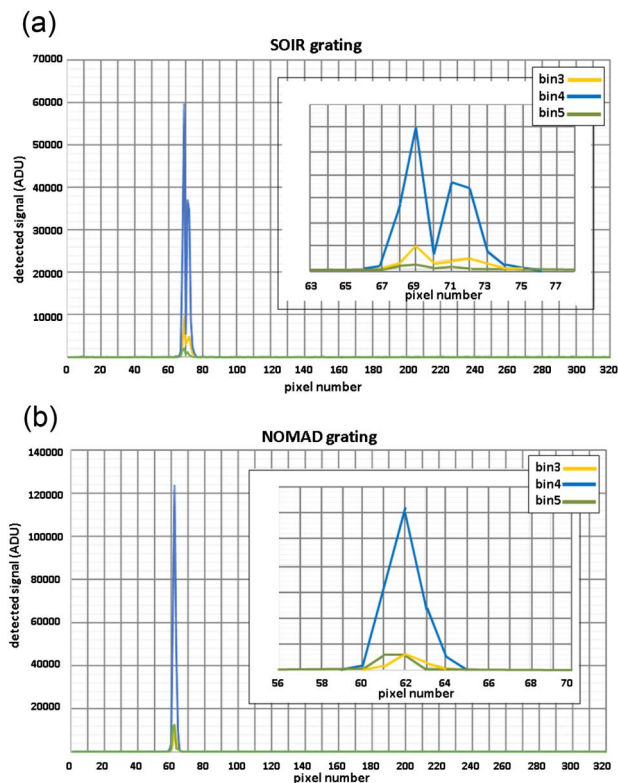 (a)
SOIR grating
70000
60000
50000
40000
30000
20000
10000
detected signal (ADU)
bin3
bin4
bin5
63 65 67 69 71 73 75 77
pixel number
0 20 40 60 80 100 120 140 160 180 200 220 240 260 280 300 320
pixel number
(b)
NOMAD grating
140000
120000
100000
80000
60000
40000
20000
detected signal (ADU)
bin3
bin4
bin5
56 58 60 62 64 66 68 70
pixel number
0 20 40 60 80 100 120 140 160 180 200 220 240 260 280 300 320
pixel number